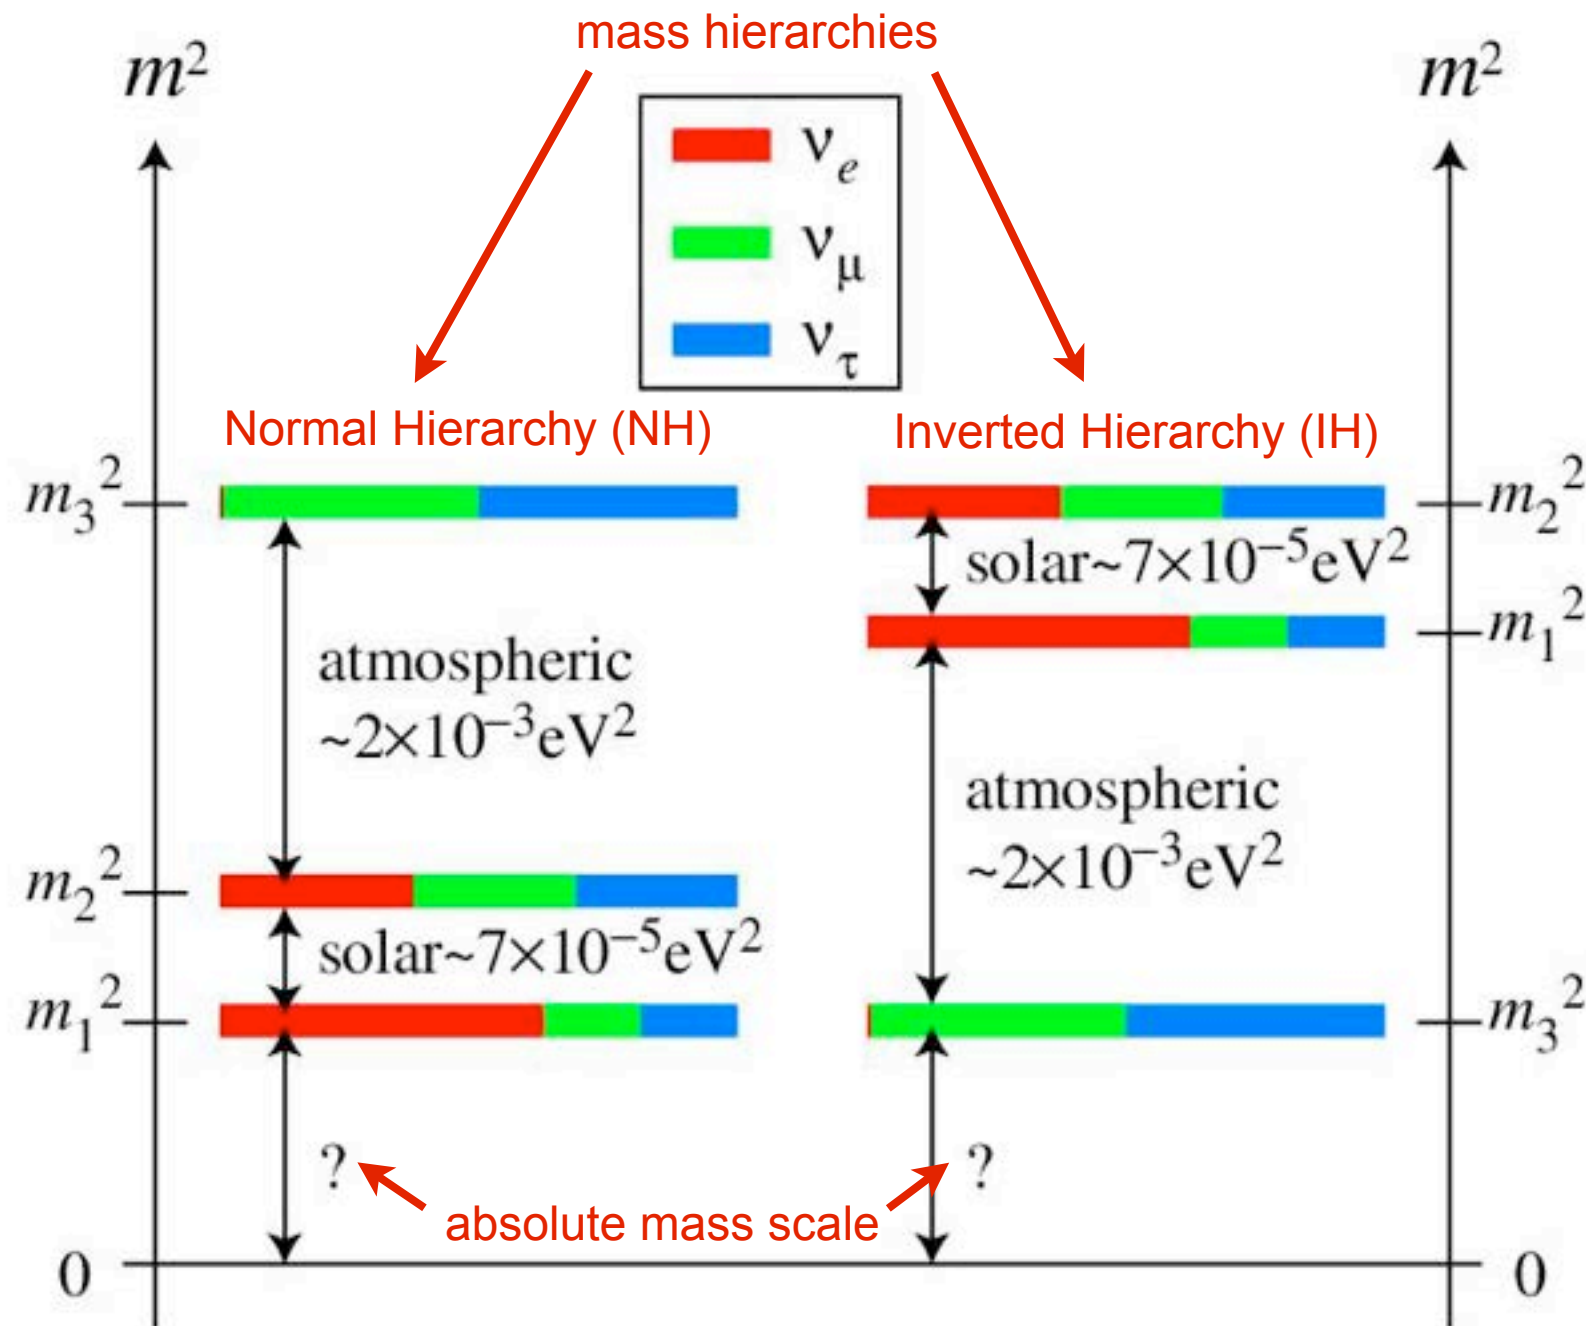 mass hierarchies
m²
m²
νe
νμ
ντ
Normal Hierarchy (NH)
Inverted Hierarchy (IH)
m₃²
m₂²
solar~7×10⁻⁵eV²
m₁²
atmospheric
~2×10⁻³eV²
atmospheric
~2×10⁻³eV²
m₂²
solar~7×10⁻⁵eV²
m₁²
m₃²
?
?
absolute mass scale
0
0